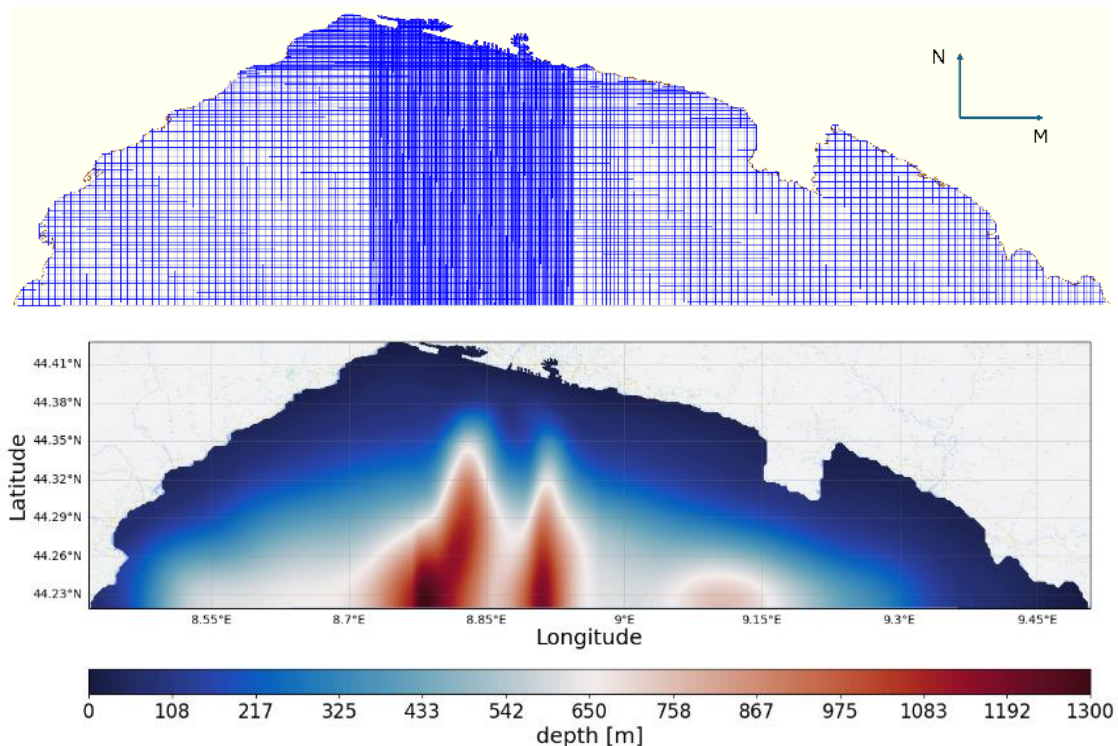 N
M
44.41°N
44.38°N
44.35°N
44.32°N
44.29°N
44.26°N
44.23°N
Latitude
8.55°E 8.7°E 8.85°E 9°E 9.15°E 9.3°E 9.45°E
Longitude
0 108 217 325 433 542 650 758 867 975 1083 1192 1300
depth [m]